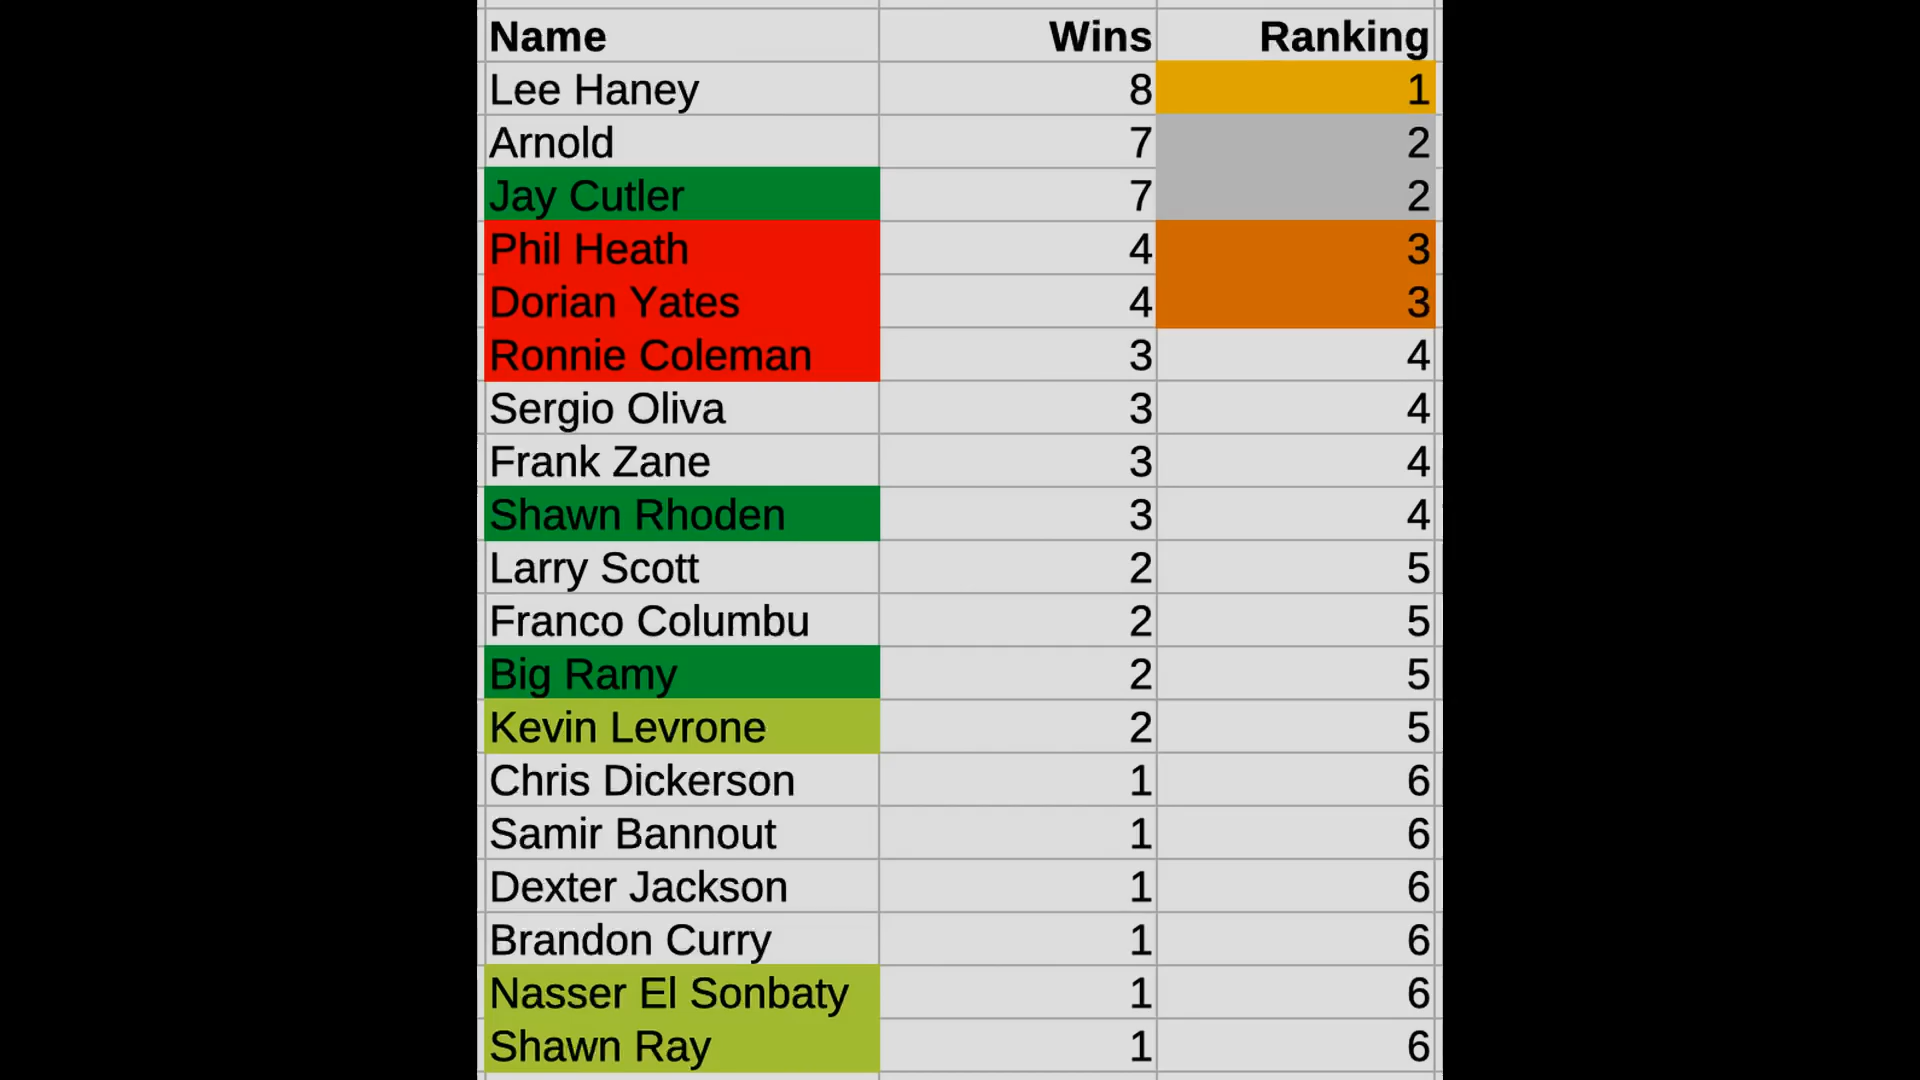 Name Wins Ranking
Lee Haney 8 1
Arnold 7 2
Jay Cutler 7 2
Phil Heath 4 3
Dorian Yates 4 3
Ronnie Coleman 3 4
Sergio Oliva 3 4
Frank Zane 3 4
Shawn Rhoden 3 4
Larry Scott 2 5
Franco Columbu 2 5
Big Ramy 2 5
Kevin Levrone 2 5
Chris Dickerson 1 6
Samir Bannout 1 6
Dexter Jackson 1 6
Brandon Curry 1 6
Nasser El Sonbaty 1 6
Shawn Ray 1 6